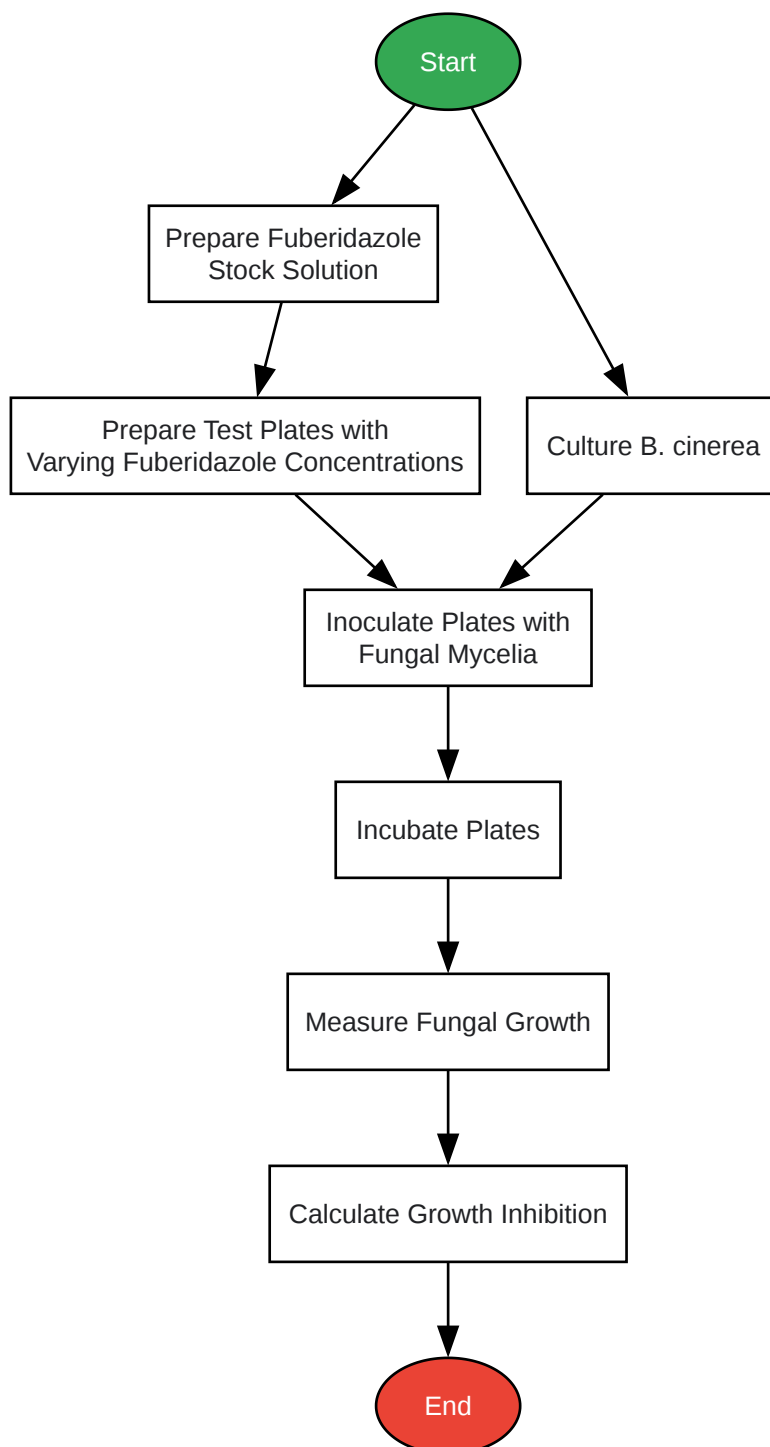 Start
Prepare Fuberidazole
Stock Solution
Prepare Test Plates with
Varying Fuberidazole Concentrations
Culture B. cinerea
Inoculate Plates with
Fungal Mycelia
Incubate Plates
Measure Fungal Growth
Calculate Growth Inhibition
End